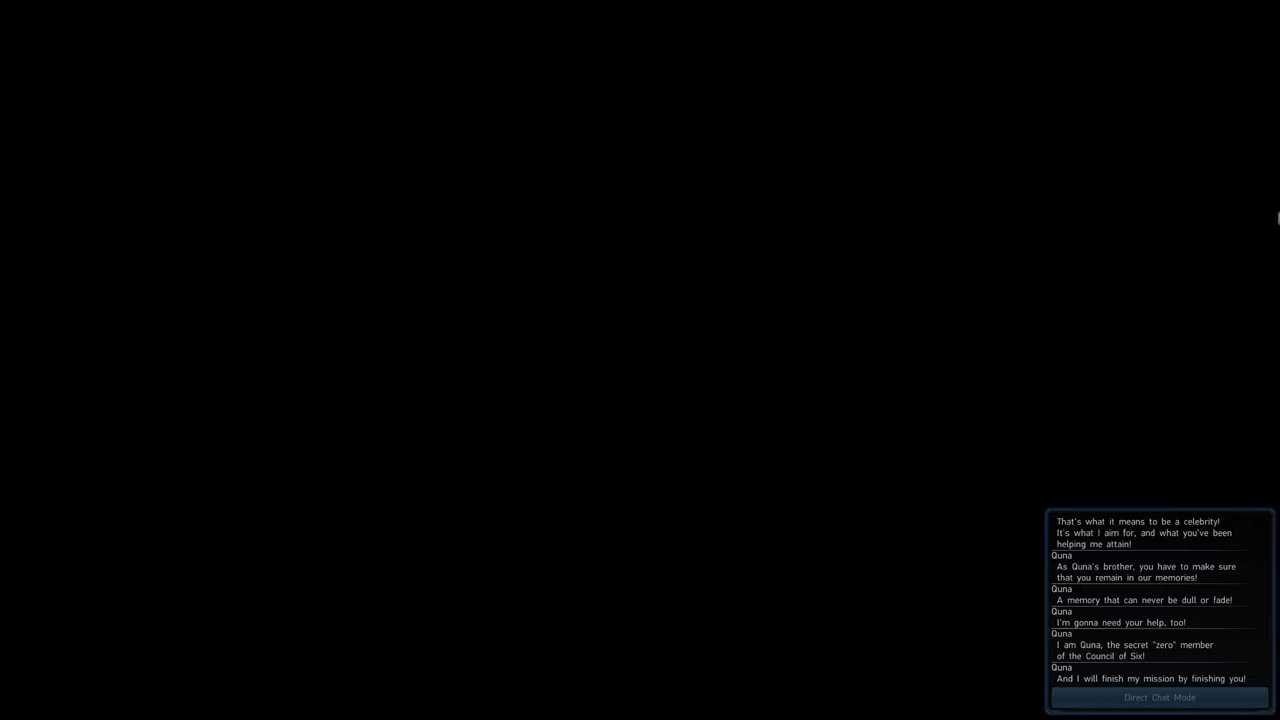 That's what it means to be a celebrity!
It's what I aim for, and what you've been
helping me attain!
Quna
As Quna's brother, you have to make sure
that you remain in our memories!
Quna
A memory that can never be dull or fade!
Quna
I'm gonna need your help, too!
Quna
I am Quna, the secret "zero" member
of the Council of Six!
Quna
And I will finish my mission by finishing you!
Direct Chat Mode